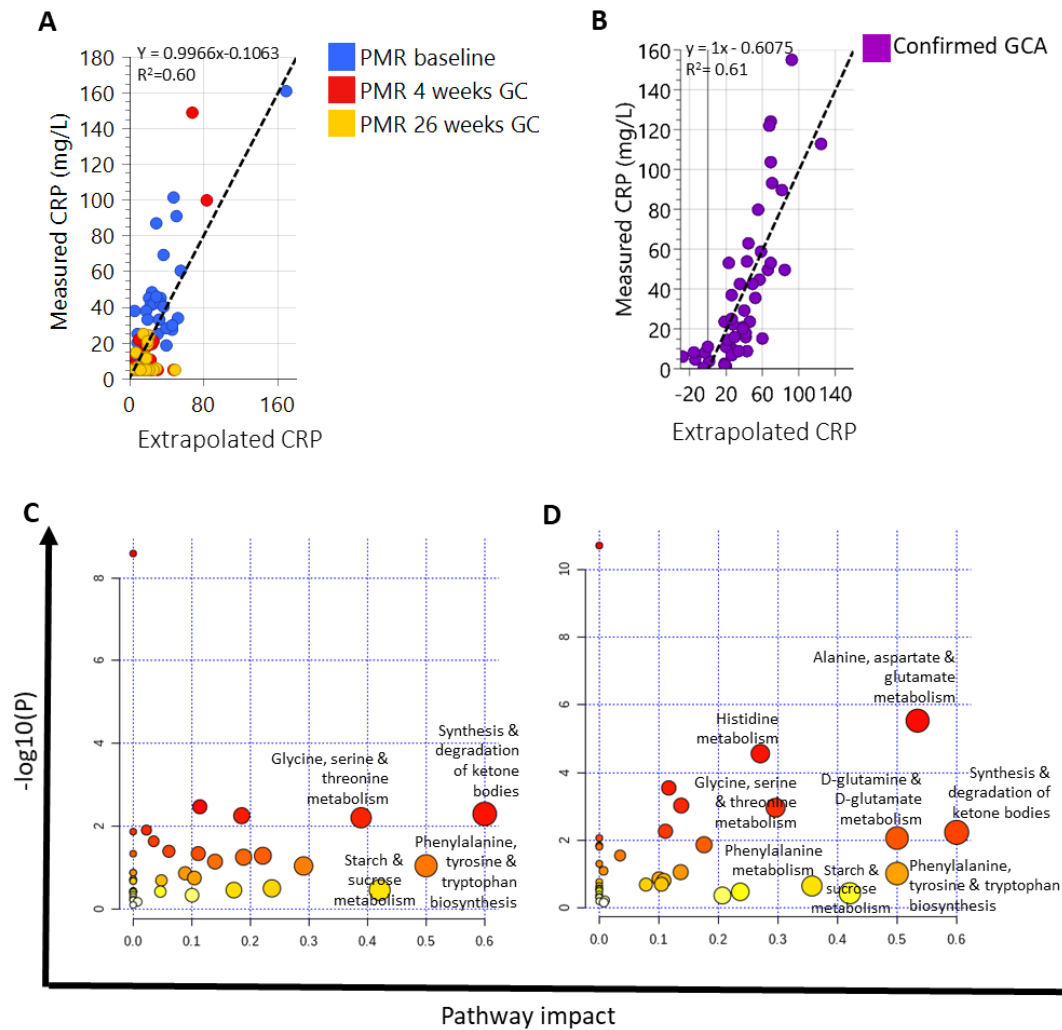 A
Y = 0.9966x-0.1063
R²=0.60
180
160
140
120
100
80
60
40
20
0
0
80
160
Measured CRP (mg/L)
Extrapolated CRP
PMR baseline
PMR 4 weeks GC
PMR 26 weeks GC
B
y = 1x - 0.6075
R²= 0.61
160
140
120
100
80
60
40
20
0
-20
20
60
100
140
Measured CRP (mg/L)
Extrapolated CRP
Confirmed GCA
C
8
6
4
2
0
0.0
0.1
0.2
0.3
0.4
0.5
0.6
Glycine, serine &
threonine
metabolism
Synthesis &
degradation
of ketone
bodies
Starch &
sucrose
metabolism
Phenylalanine,
tyrosine &
tryptophan
biosynthesis
D
10
8
6
4
2
0
0.0
0.1
0.2
0.3
0.4
0.5
0.6
Alanine, aspartate &
glutamate
metabolism
Histidine
metabolism
Glycine, serine
& threonine
metabolism
D-glutamine &
D-glutamate
metabolism
Synthesis &
degradation of
ketone bodies
Phenylalanine
metabolism
Starch &
sucrose
metabolism
Phenylalanine,
tyrosine & tryptophan
biosynthesis
-log10(P)
Pathway impact